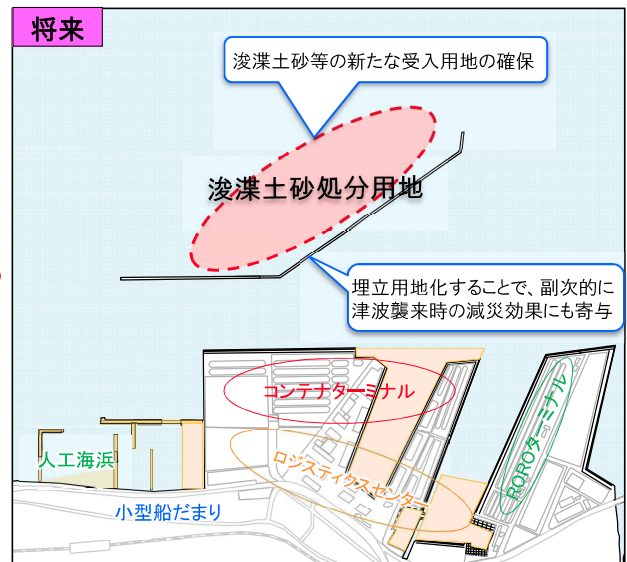 将来
浚渫土砂等の新たな受入用地の確保
浚渫土砂処分用地
埋立用地化することで、副次的に
津波襲来時の減災効果にも寄与
コンテナターミナル
ROROターミナル
人工海浜
ロジスティクスセンター
小型船だまり